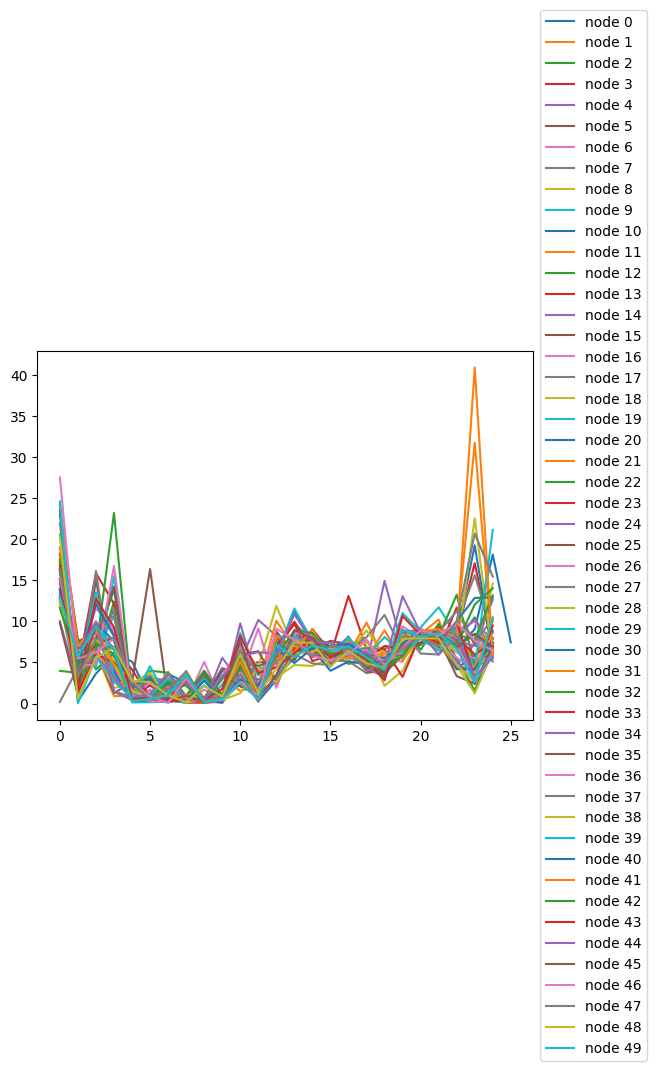 node 0
node 1
node 2
node 3
node 4
node 5
node 6
node 7
node 8
node 9
node 10
node 11
node 12
node 13
node 14
node 15
node 16
node 17
node 18
node 19
node 20
node 21
node 22
node 23
node 24
node 25
node 26
node 27
node 28
node 29
node 30
node 31
node 32
node 33
node 34
node 35
node 36
node 37
node 38
node 39
node 40
node 41
node 42
node 43
node 44
node 45
node 46
node 47
node 48
node 49
40
35
30
25
20
15
10
5
0
0 5 10 15 20 25